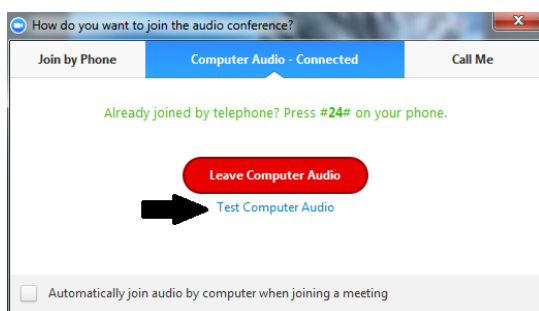 How do you want to join the audio conference?
Join by Phone
Computer Audio - Connected
Call Me
Already joined by telephone? Press #24# on your phone.
Leave Computer Audio
Test Computer Audio
Automatically join audio by computer when joining a meeting